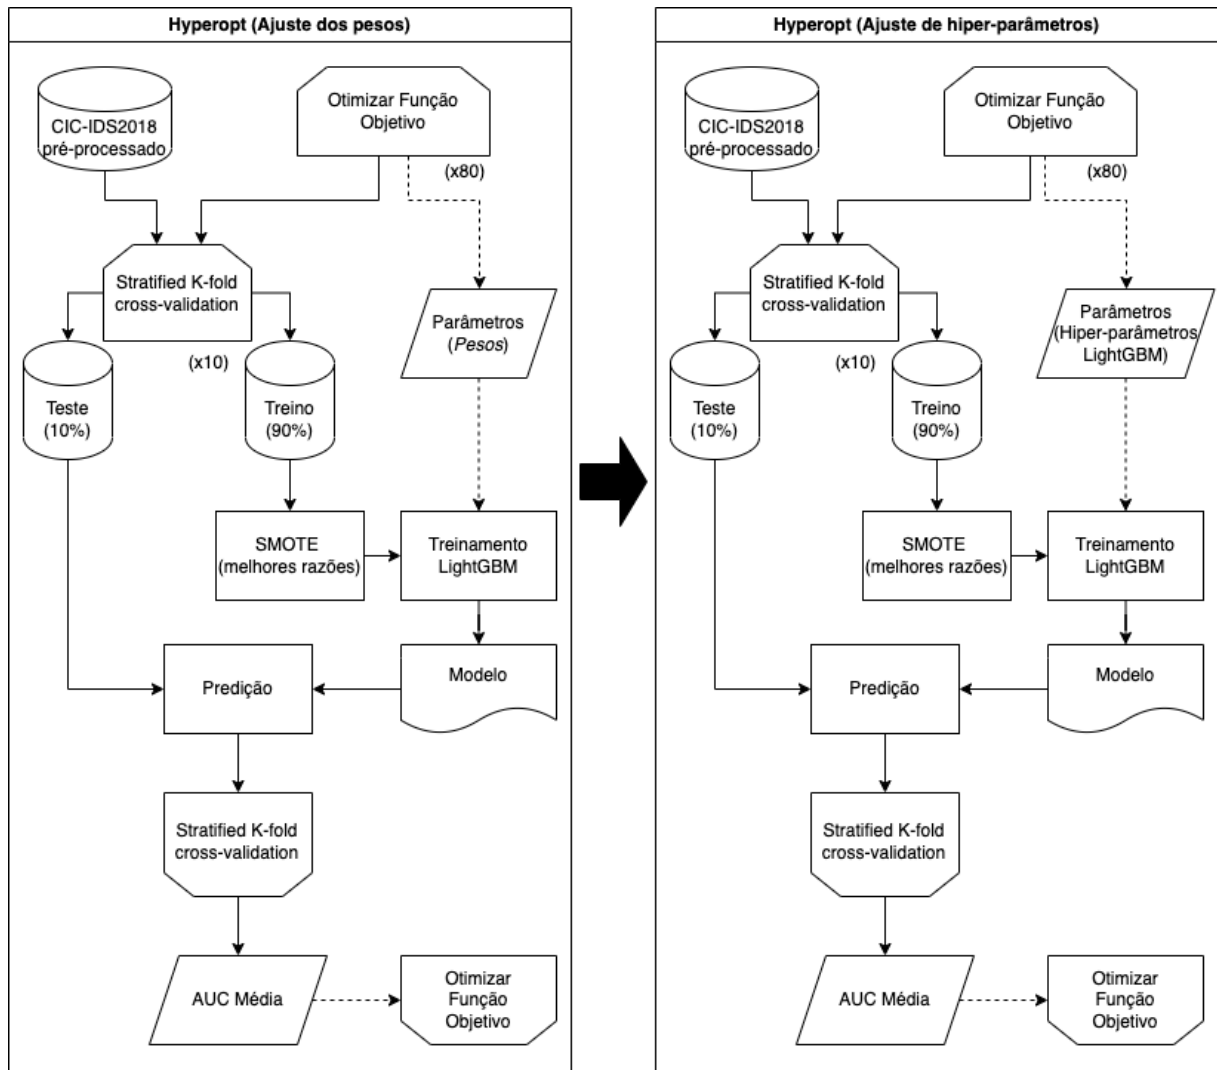 Hyperopt (Ajuste dos pesos)
CIC-IDS2018
pré-processado
Otimizar Função
Objetivo
(x80)
Stratified K-fold
cross-validation
(x10)
Parâmetros
(Pesos)
Teste
(10%)
Treino
(90%)
SMOTE
(melhores razões)
Treinamento
LightGBM
Predição
Modelo
Stratified K-fold
cross-validation
AUC Média
Otimizar
Função
Objetivo
Hyperopt (Ajuste de hiper-parâmetros)
CIC-IDS2018
pré-processado
Otimizar Função
Objetivo
(x80)
Stratified K-fold
cross-validation
(x10)
Parâmetros
(Hiper-parâmetros
LightGBM)
Teste
(10%)
Treino
(90%)
SMOTE
(melhores razões)
Treinamento
LightGBM
Predição
Modelo
Stratified K-fold
cross-validation
AUC Média
Otimizar
Função
Objetivo